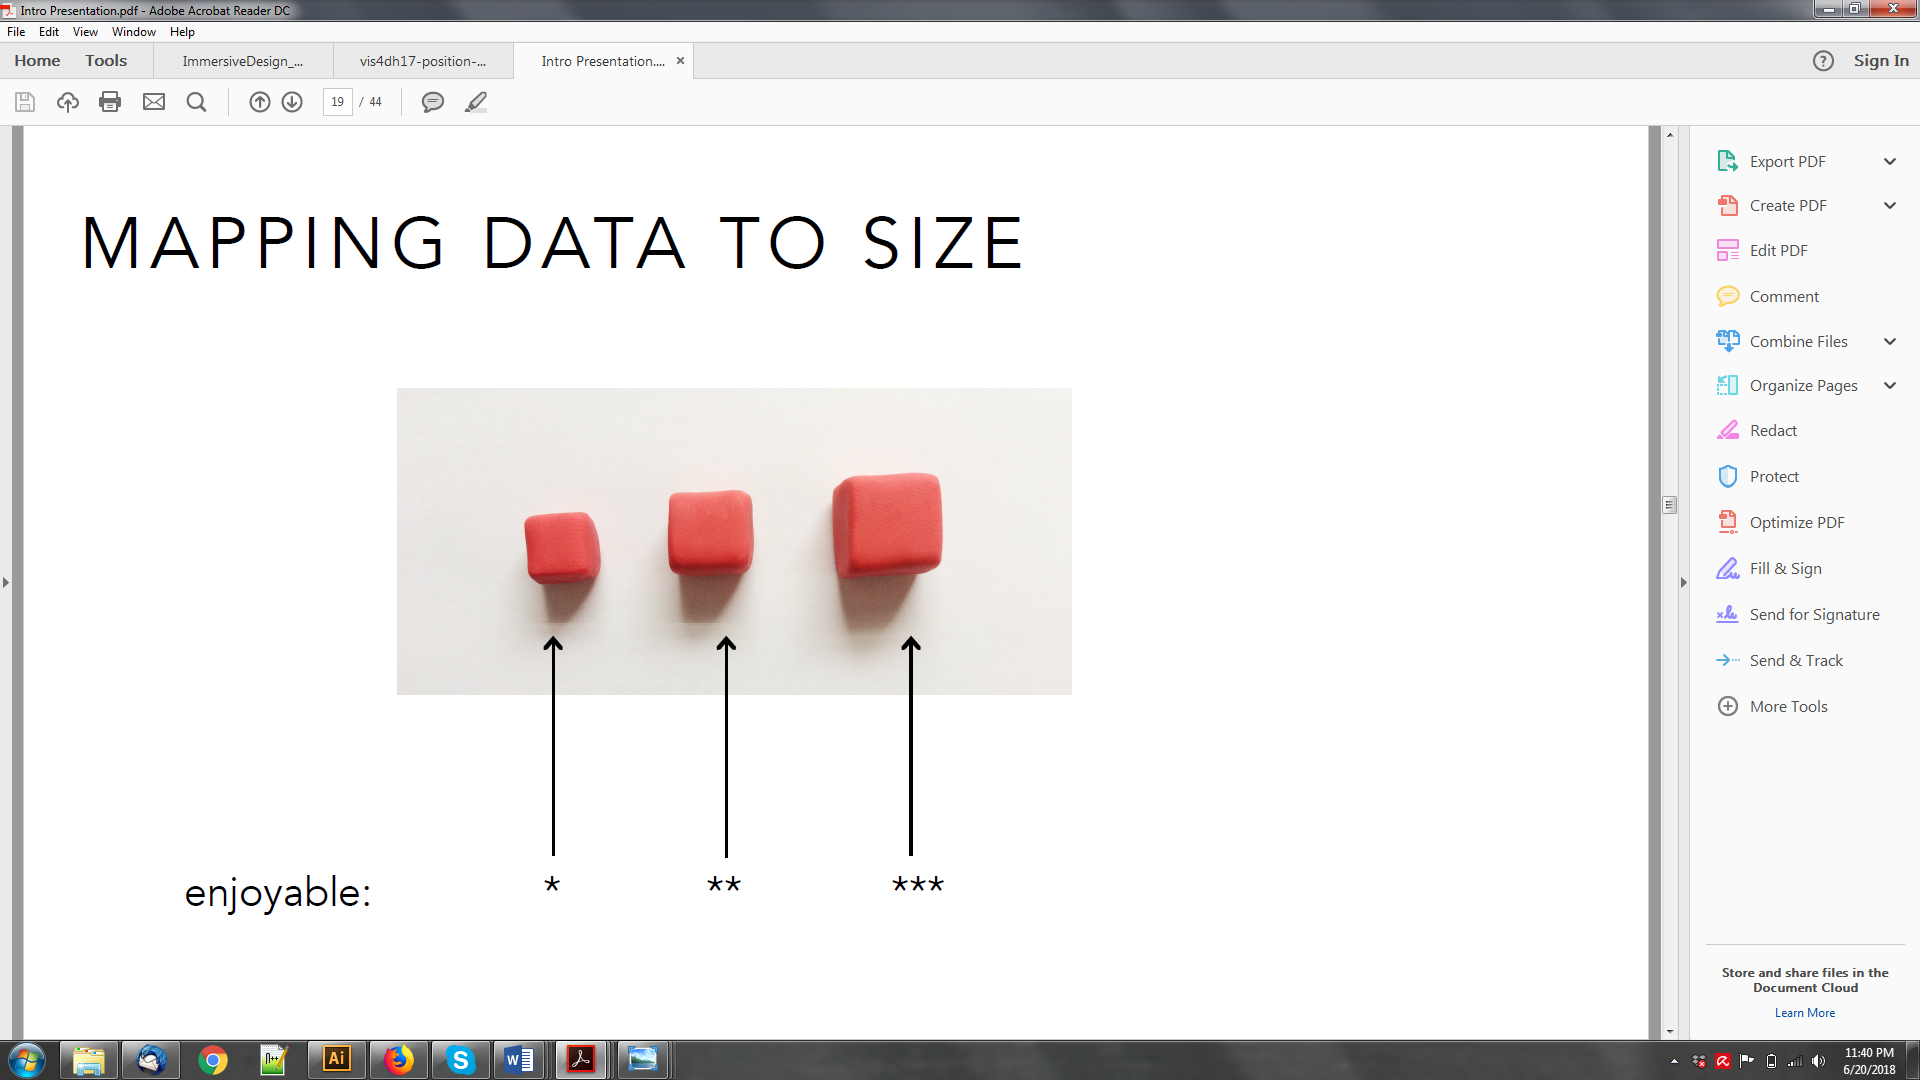 Intro Presentation.pdf - Adobe Acrobat Reader DC
File Edit View Window Help
Home Tools ImmersiveDesign_... vis4dh17-position-... Intro Presentation.... Sign In
19 / 44
MAPPING DATA TO SIZE
enjoyable: * ** ***
Export PDF
Create PDF
Edit PDF
Comment
Combine Files
Organize Pages
Redact
Protect
Optimize PDF
Fill & Sign
Send for Signature
Send & Track
More Tools
Store and share files in the
Document Cloud
Learn More
Ai
11:40 PM
6/20/2018